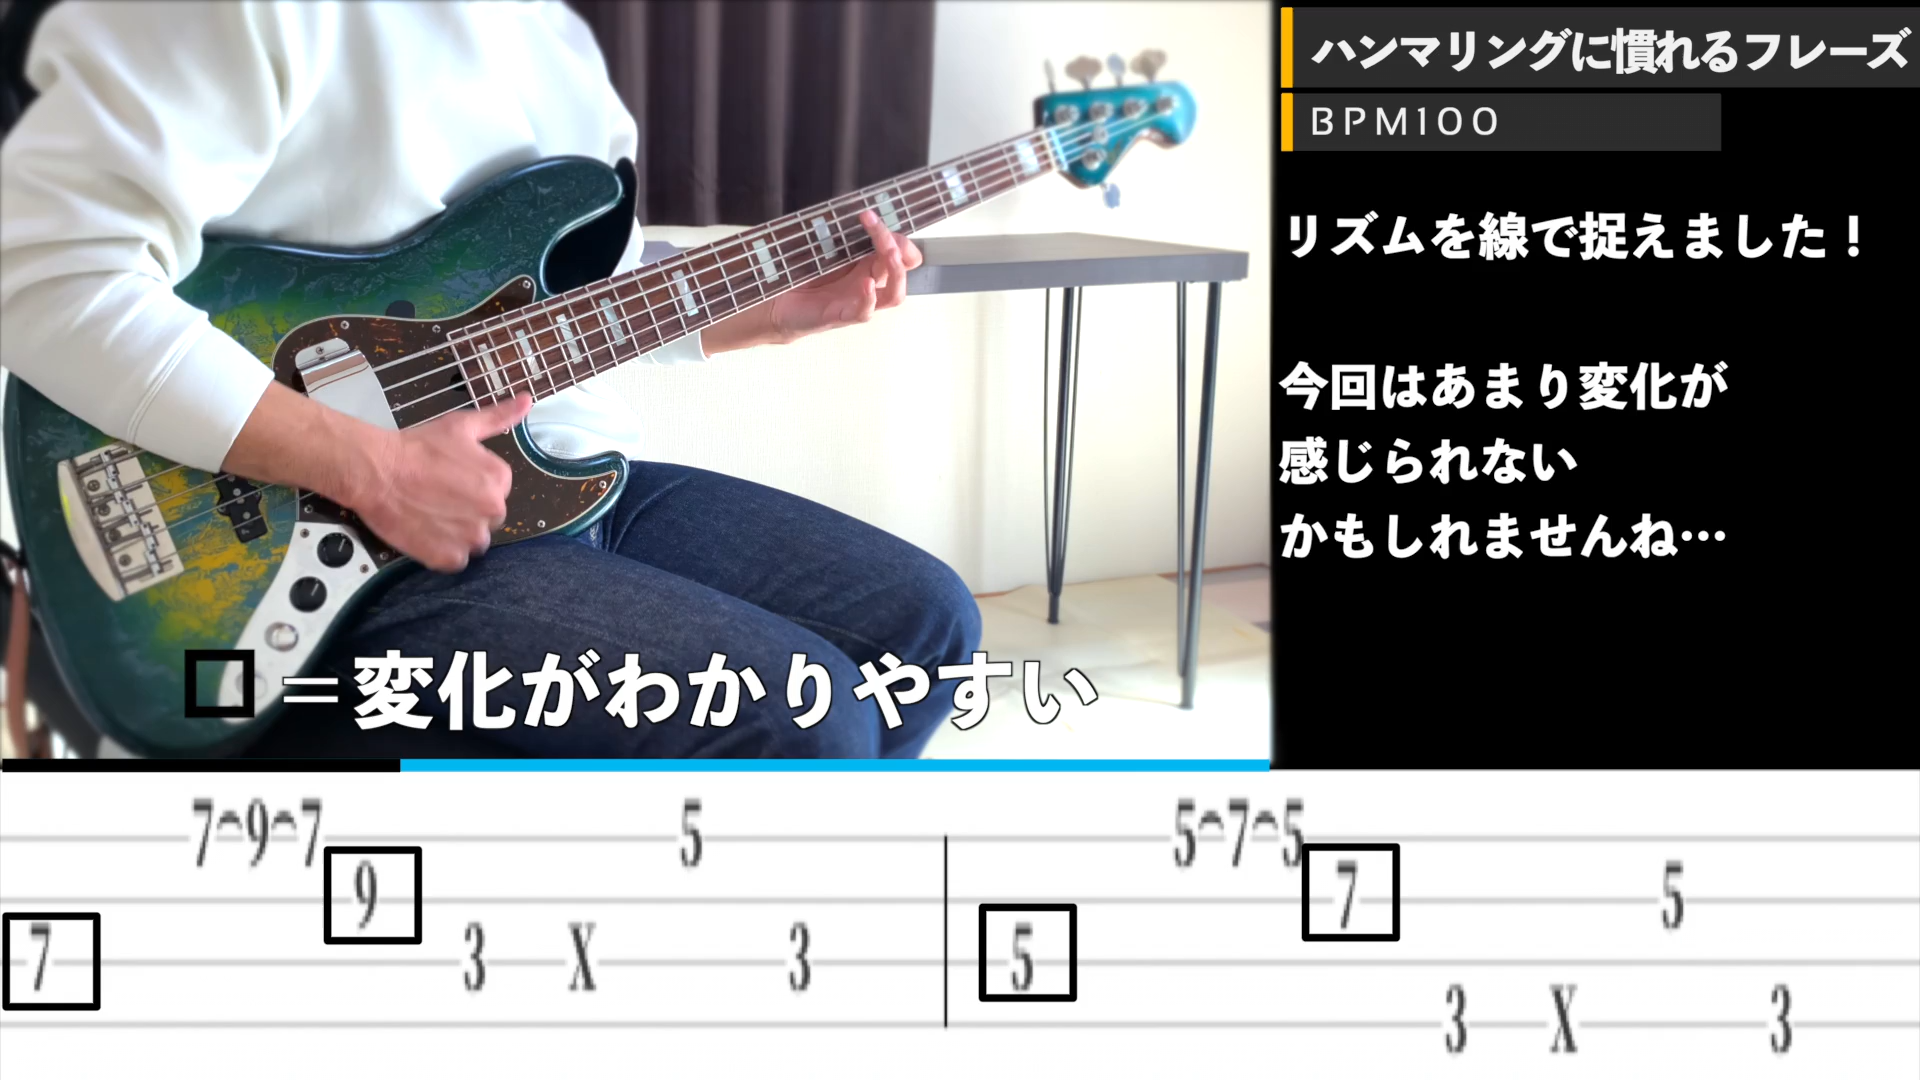 ハンマリングに慣れるフレーズ
BPM100
リズムを線で捉えました！
今回はあまり変化が
感じられない
かもしれませんね…
□＝変化がわかりやすい
7⌢9⌢7 5 5⌢7⌢5
9 7 5
7 3 X 3 5
3 X 3